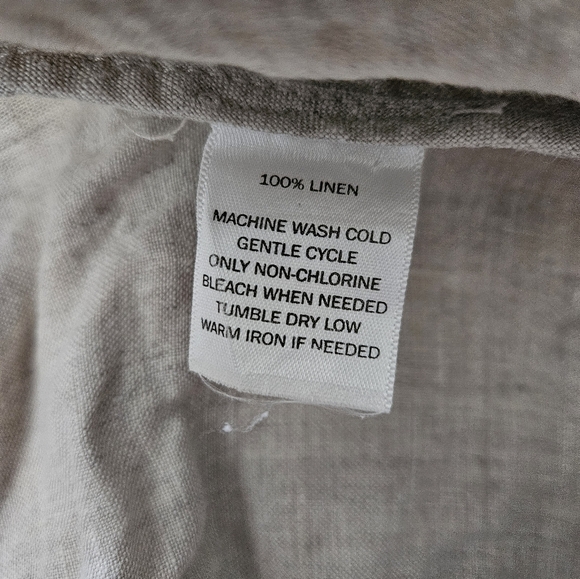 100% LINEN
MACHINE WASH COLD
GENTLE CYCLE
ONLY NON-CHLORINE
BLEACH WHEN NEEDED
TUMBLE DRY LOW
WARM IRON IF NEEDED